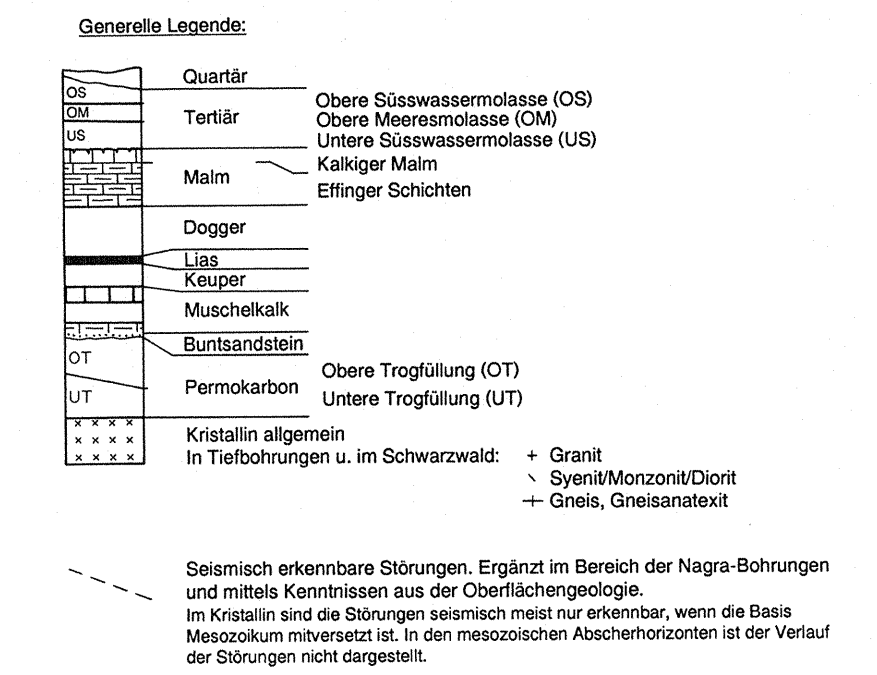 Generelle Legende:
Quartär
OS
Obere Süsswassermolasse (OS)
OM
Tertiär
Obere Meeresmolasse (OM)
US
Untere Süsswassermolasse (US)
Kalkiger Malm
Malm
Effinger Schichten
Dogger
Lias
Keuper
Muschelkalk
Buntsandstein
OT
Obere Trogfüllung (OT)
Permokarbon
UT
Untere Trogfüllung (UT)
Kristallin allgemein
In Tiefbohrungen u. im Schwarzwald: + Granit
Syenit/Monzonit/Diorit
Gneis, Gneisanatexit
Seismisch erkennbare Störungen. Ergänzt im Bereich der Nagra-Bohrungen
und mittels Kenntnissen aus der Oberflächengeologie.
Im Kristallin sind die Störungen seismisch meist nur erkennbar, wenn die Basis
Mesozoikum mitversetzt ist. In den mesozoischen Abscherhorizonten ist der Verlauf
der Störungen nicht dargestellt.